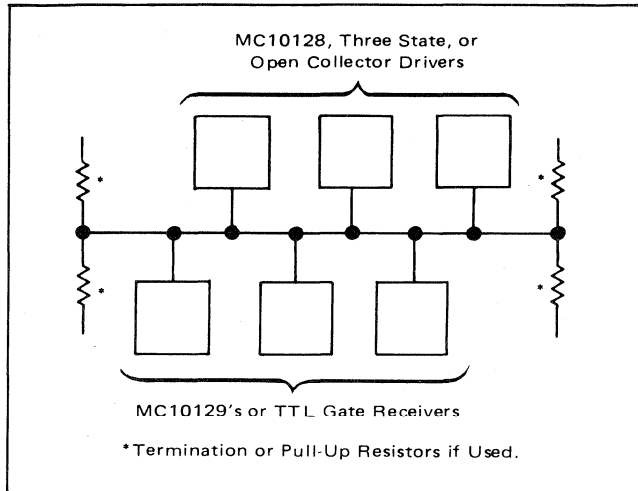 MC10128, Three State, or
Open Collector Drivers
*
*
*
*
MC10129's or TTL Gate Receivers
*Termination or Pull-Up Resistors if Used.